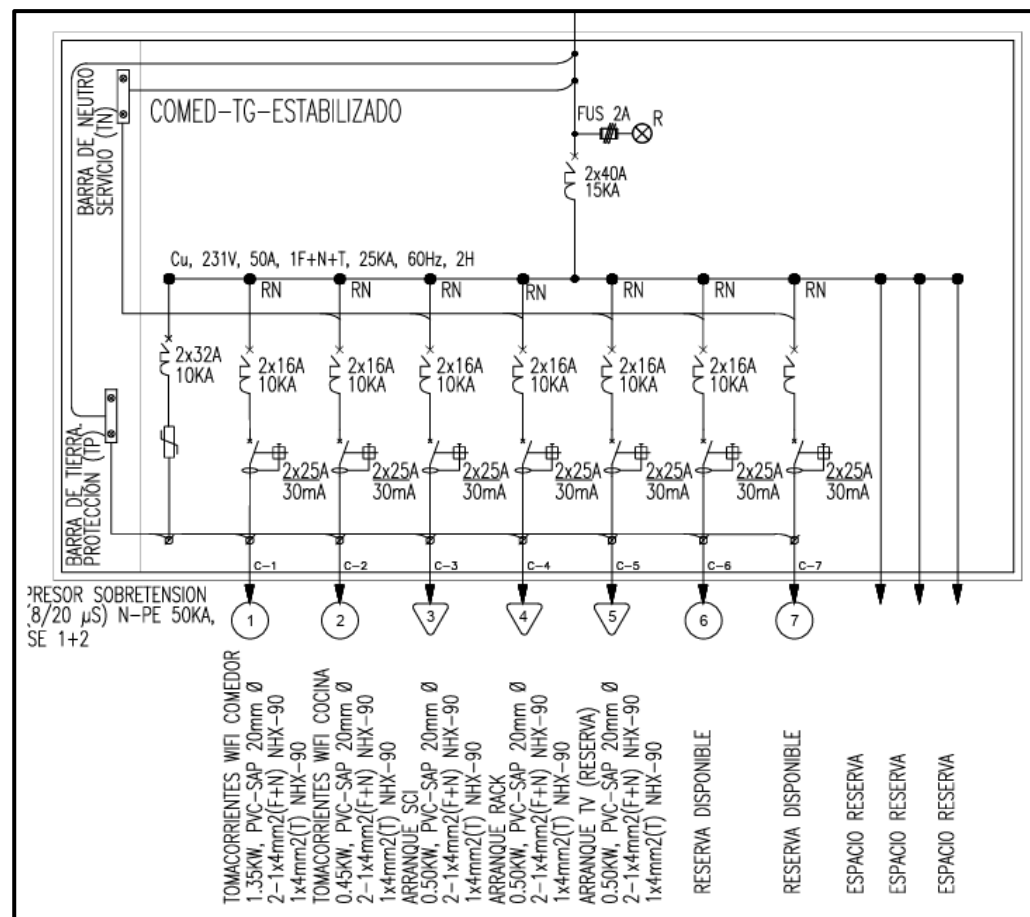 COMED-TG-ESTABILIZADO
BARRA DE NEUTRO
SERVICIO (TN)
FUS 2A
R
2x40A
15KA
Cu, 231V, 50A, 1F+N+T, 25KA, 60Hz, 2H
RN
RN
RN
RN
RN
RN
RN
2x32A
10KA
2x16A
10KA
2x16A
10KA
2x16A
10KA
2x16A
10KA
2x16A
10KA
2x16A
10KA
2x25A
30mA
2x25A
30mA
2x25A
30mA
2x25A
30mA
2x25A
30mA
2x25A
30mA
2x25A
30mA
BARRA DE TIERRA.
PROTECCIÓN (TP)
C-1
C-2
C-3
C-4
C-5
C-6
C-7
PRESOR SOBRETENSION
(8/20 µS) N-PE 50KA,
SE 1+2
1
2
3
4
5
6
7
TOMACORRIENTES WIFI COMEDOR
1.35KW, PVC-SAP 20mm Ø
2-1x4mm2(F+N) NHX-90
1x4mm2(T) NHX-90
TOMACORRIENTES WIFI COCINA
0.45KW, PVC-SAP 20mm Ø
2-1x4mm2(F+N) NHX-90
1x4mm2(T) NHX-90
ARRANQUE SCI
0.50KW, PVC-SAP 20mm Ø
2-1x4mm2(F+N) NHX-90
1x4mm2(T) NHX-90
ARRANQUE RACK
0.50KW, PVC-SAP 20mm Ø
2-1x4mm2(F+N) NHX-90
1x4mm2(T) NHX-90
ARRANQUE TV (RESERVA)
0.50KW, PVC-SAP 20mm Ø
2-1x4mm2(F+N) NHX-90
1x4mm2(T) NHX-90
RESERVA DISPONIBLE
RESERVA DISPONIBLE
ESPACIO RESERVA
ESPACIO RESERVA
ESPACIO RESERVA